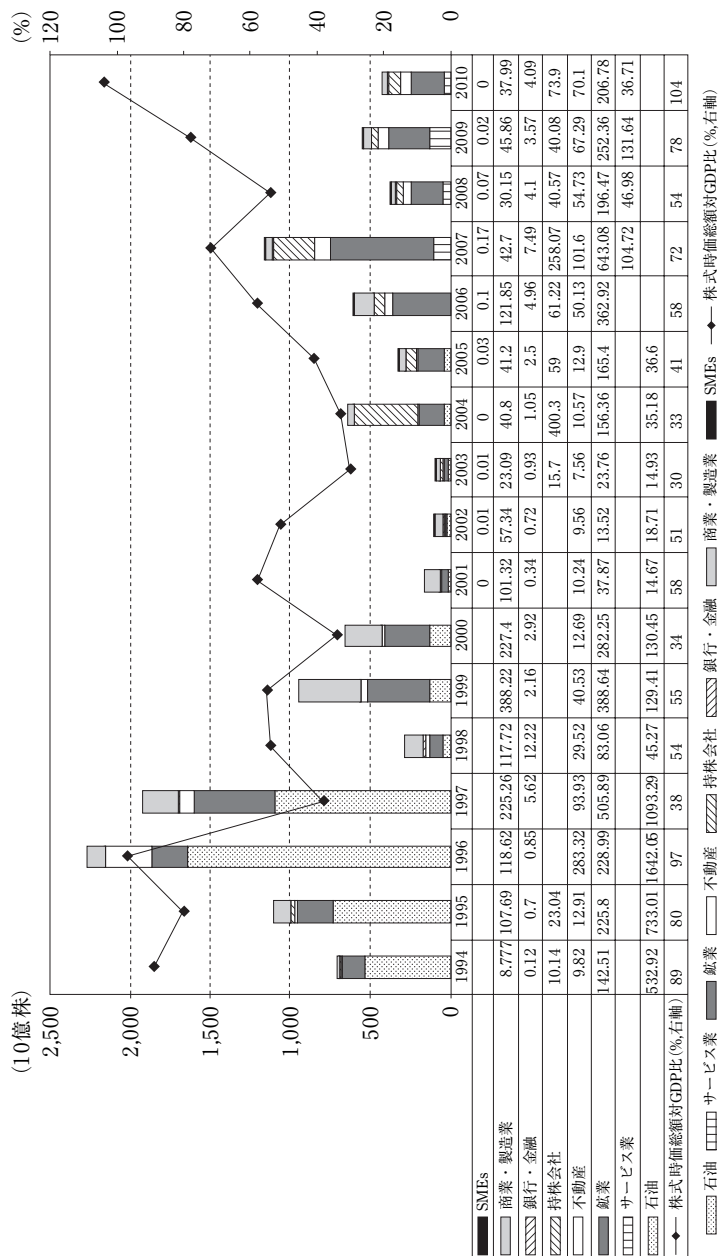 (10億株) (%)
2,500 120
2,000 100
1,500 80
1,000 60
500 40
0 20
0
1994 1995 1996 1997 1998 1999 2000 2001 2002 2003 2004 2005 2006 2007 2008 2009 2010
SMEs 0 0.01 0.01 0 0.03 0.1 0.17 0.07 0.02 0
商業・製造業 8.777 107.69 118.62 225.26 117.72 388.22 227.4 101.32 57.34 23.09 40.8 41.2 121.85 42.7 30.15 45.86 37.99
銀行・金融 0.12 0.7 0.85 5.62 12.22 2.16 2.92 0.34 0.72 0.93 1.05 2.5 4.96 7.49 4.1 3.57 4.09
持株会社 10.14 23.04 15.7 400.3 59 61.22 258.07 40.57 40.08 73.9
不動産 9.82 12.91 283.32 93.93 29.52 40.53 12.69 10.24 9.56 7.56 10.57 12.9 50.13 101.6 54.73 67.29 70.1
鉱業 142.51 225.8 228.99 505.89 83.06 388.64 282.25 37.87 13.52 23.76 156.36 165.4 362.92 643.08 196.47 252.36 206.78
サービス業 104.72 46.98 131.64 36.71
石油 532.92 733.01 1642.05 1093.29 45.27 129.41 130.45 14.67 18.71 14.93 35.18 36.6
株式時価総額対GDP比(%,右軸) 89 80 97 38 54 55 34 58 51 30 33 41 58 72 54 78 104
石油 サービス業 鉱業 不動産 持株会社 銀行・金融 商業・製造業 SMEs 株式時価総額対GDP比(%,右軸)